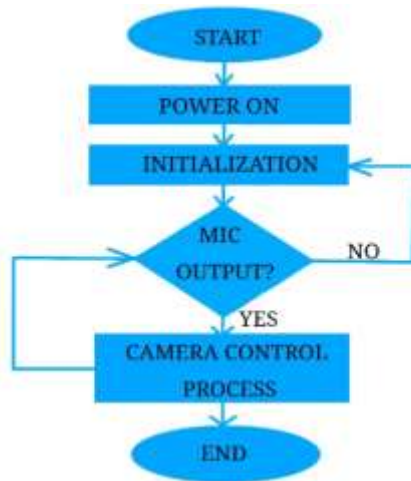 START
POWER ON
INITIALIZATION
MIC
OUTPUT?
NO
YES
CAMERA CONTROL
PROCESS
END